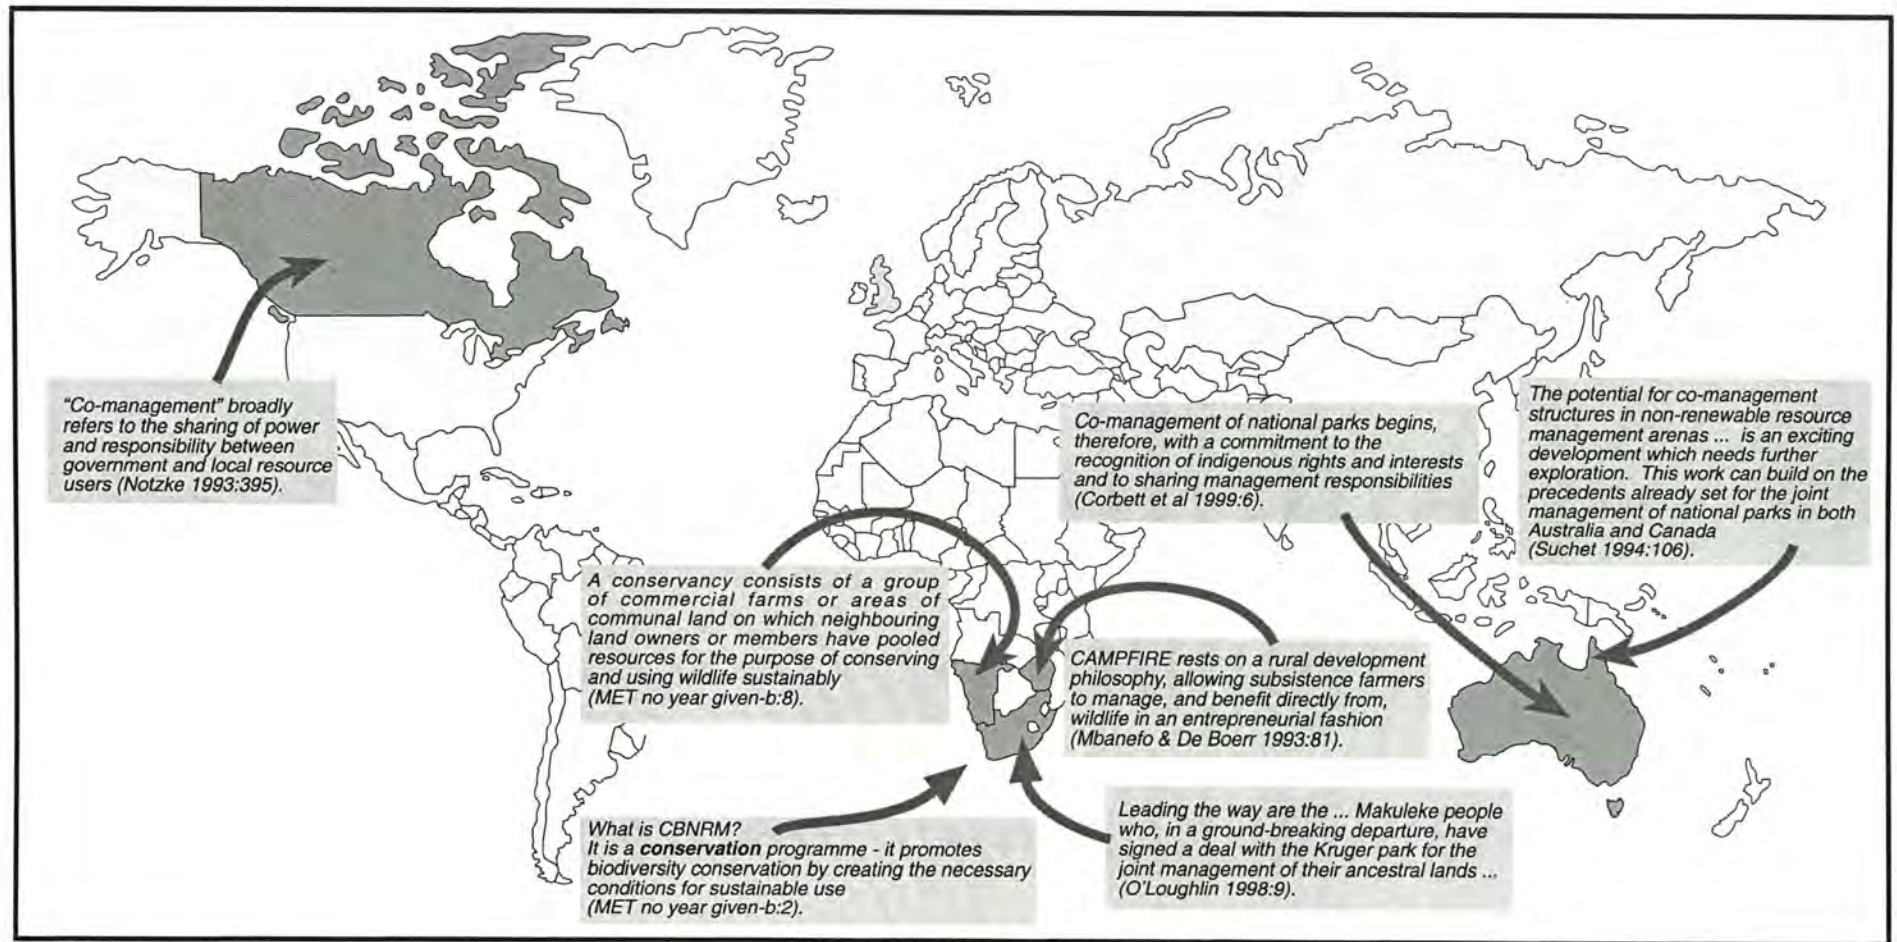 "Co-management" broadly
refers to the sharing of power
and responsibility between
government and local resource
users (Notzke 1993:395).
Co-management of national parks begins,
therefore, with a commitment to the
recognition of indigenous rights and interests
and to sharing management responsibilities
(Corbett et al 1999:6).
The potential for co-management
structures in non-renewable resource
management arenas ... is an exciting
development which needs further
exploration. This work can build on the
precedents already set for the joint
management of national parks in both
Australia and Canada
(Suchet 1994:106).
A conservancy consists of a group
of commercial farms or areas of
communal land on which neighbouring
land owners or members have pooled
resources for the purpose of conserving
and using wildlife sustainably
(MET no year given-b:8).
CAMPFIRE rests on a rural development
philosophy, allowing subsistence farmers
to manage, and benefit directly from,
wildlife in an entrepreneurial fashion
(Mbanefo & De Boerr 1993:81).
What is CBNRM?
It is a conservation programme - it promotes
biodiversity conservation by creating the necessary
conditions for sustainable use
(MET no year given-b:2).
Leading the way are the ... Makuleke people
who, in a ground-breaking departure, have
signed a deal with the Kruger park for the
joint management of their ancestral lands ...
(O'Loughlin 1998:9).